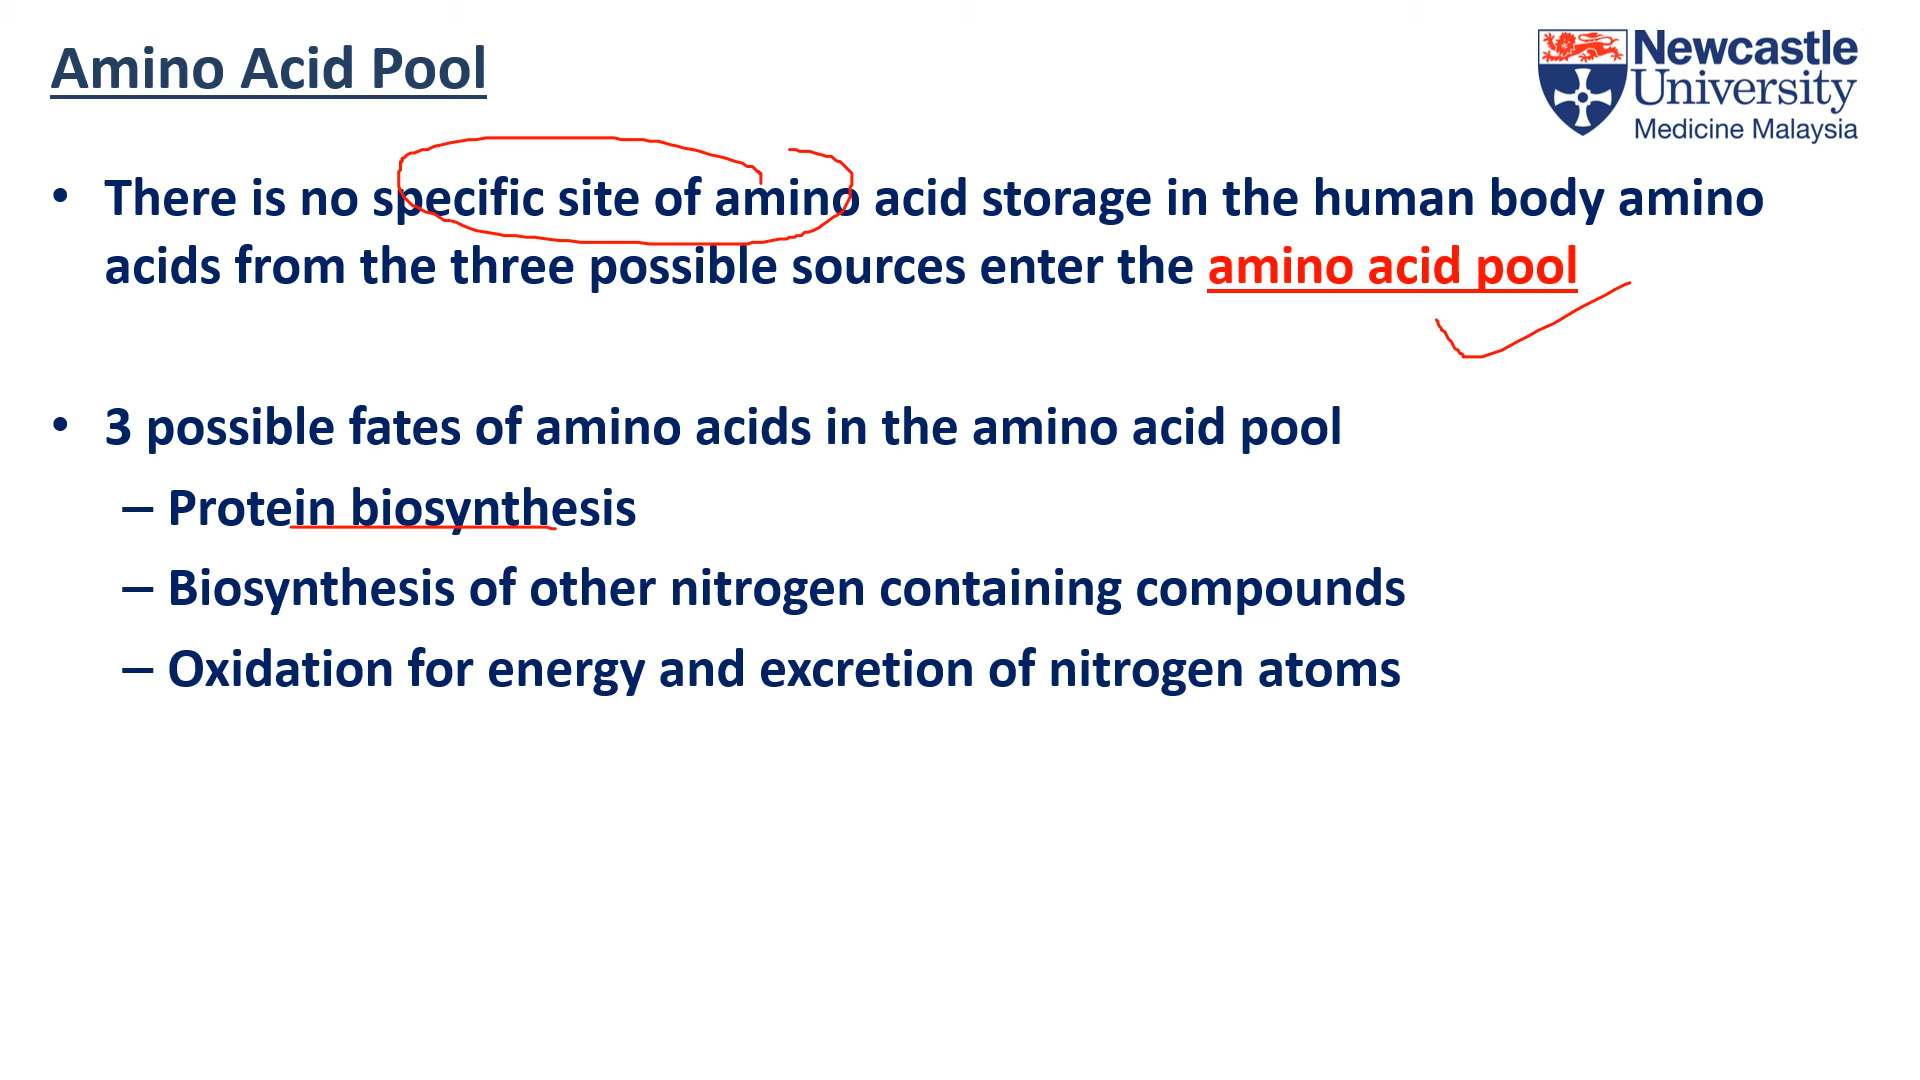 Amino Acid Pool
Newcastle
University
Medicine Malaysia
• There is no specific site of amino acid storage in the human body amino
acids from the three possible sources enter the amino acid pool
• 3 possible fates of amino acids in the amino acid pool
– Protein biosynthesis
– Biosynthesis of other nitrogen containing compounds
– Oxidation for energy and excretion of nitrogen atoms